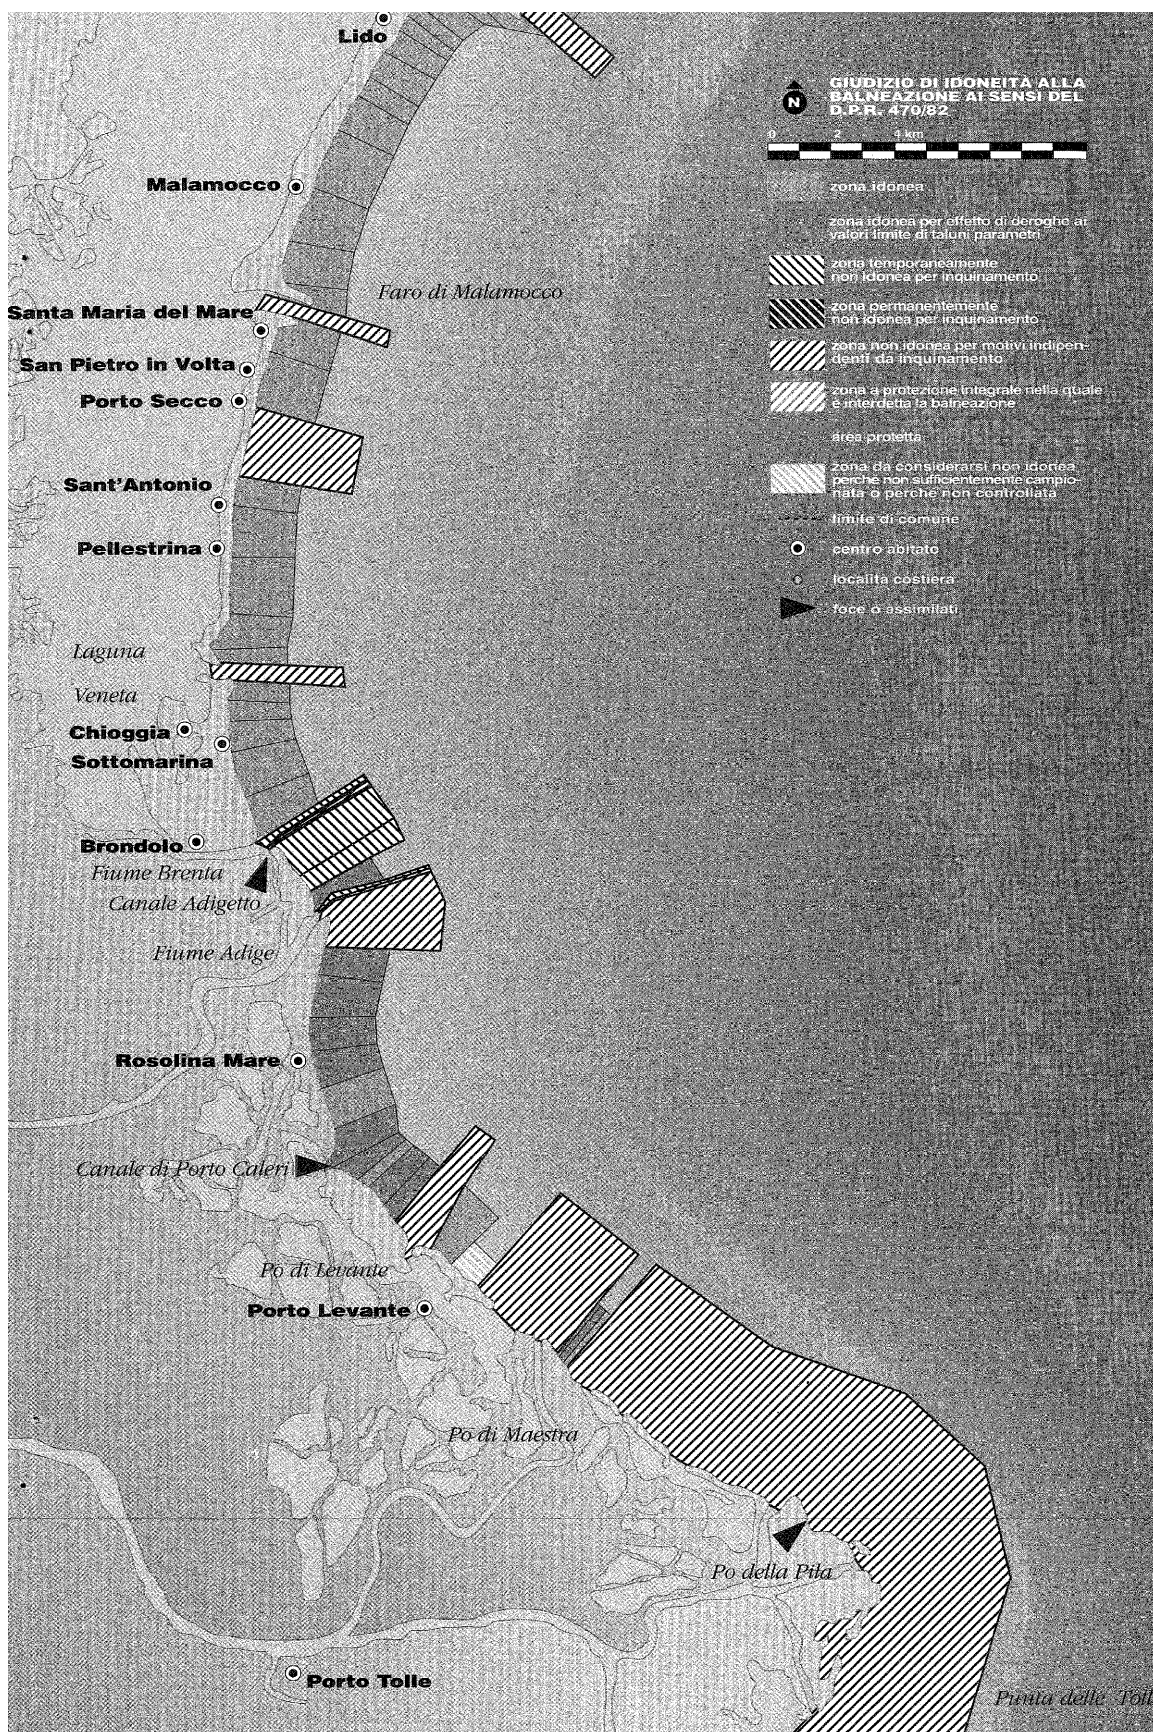 Lido
GIUDIZIO DI IDONEITÀ ALLA
BALNEAZIONE AI SENSI DEL
D.P.R. 470/82
N
0 2 4 km
Malamocco
zona idonea
zona idonea per effetto di deroghe ai
valori limite di taluni parametri
zona temporaneamente
non idonea per inquinamento
Faro di Malamocco
Santa Maria del Mare
zona permanentemente
non idonea per inquinamento
San Pietro in Volta
zona non idonea per motivi indipen-
denti da inquinamento
Porto Secco
zona a protezione integrale nella quale
è interdetta la balneazione
area protetta
Sant'Antonio
zona da considerarsi non idonea
perché non sufficientemente campio-
nata o perché non controllata
limite di comune
Pellestrina
centro abitato
località costiera
foce o assimilati
Laguna
Veneta
Chioggia
Sottomarina
Brondolo
Fiume Brenta
Canale Adigetto
Fiume Adige
Rosolina Mare
Canale di Porto Caleri
Po di Levante
Porto Levante
Po di Maestra
Po della Pila
Porto Tolle
Punta delle Toll